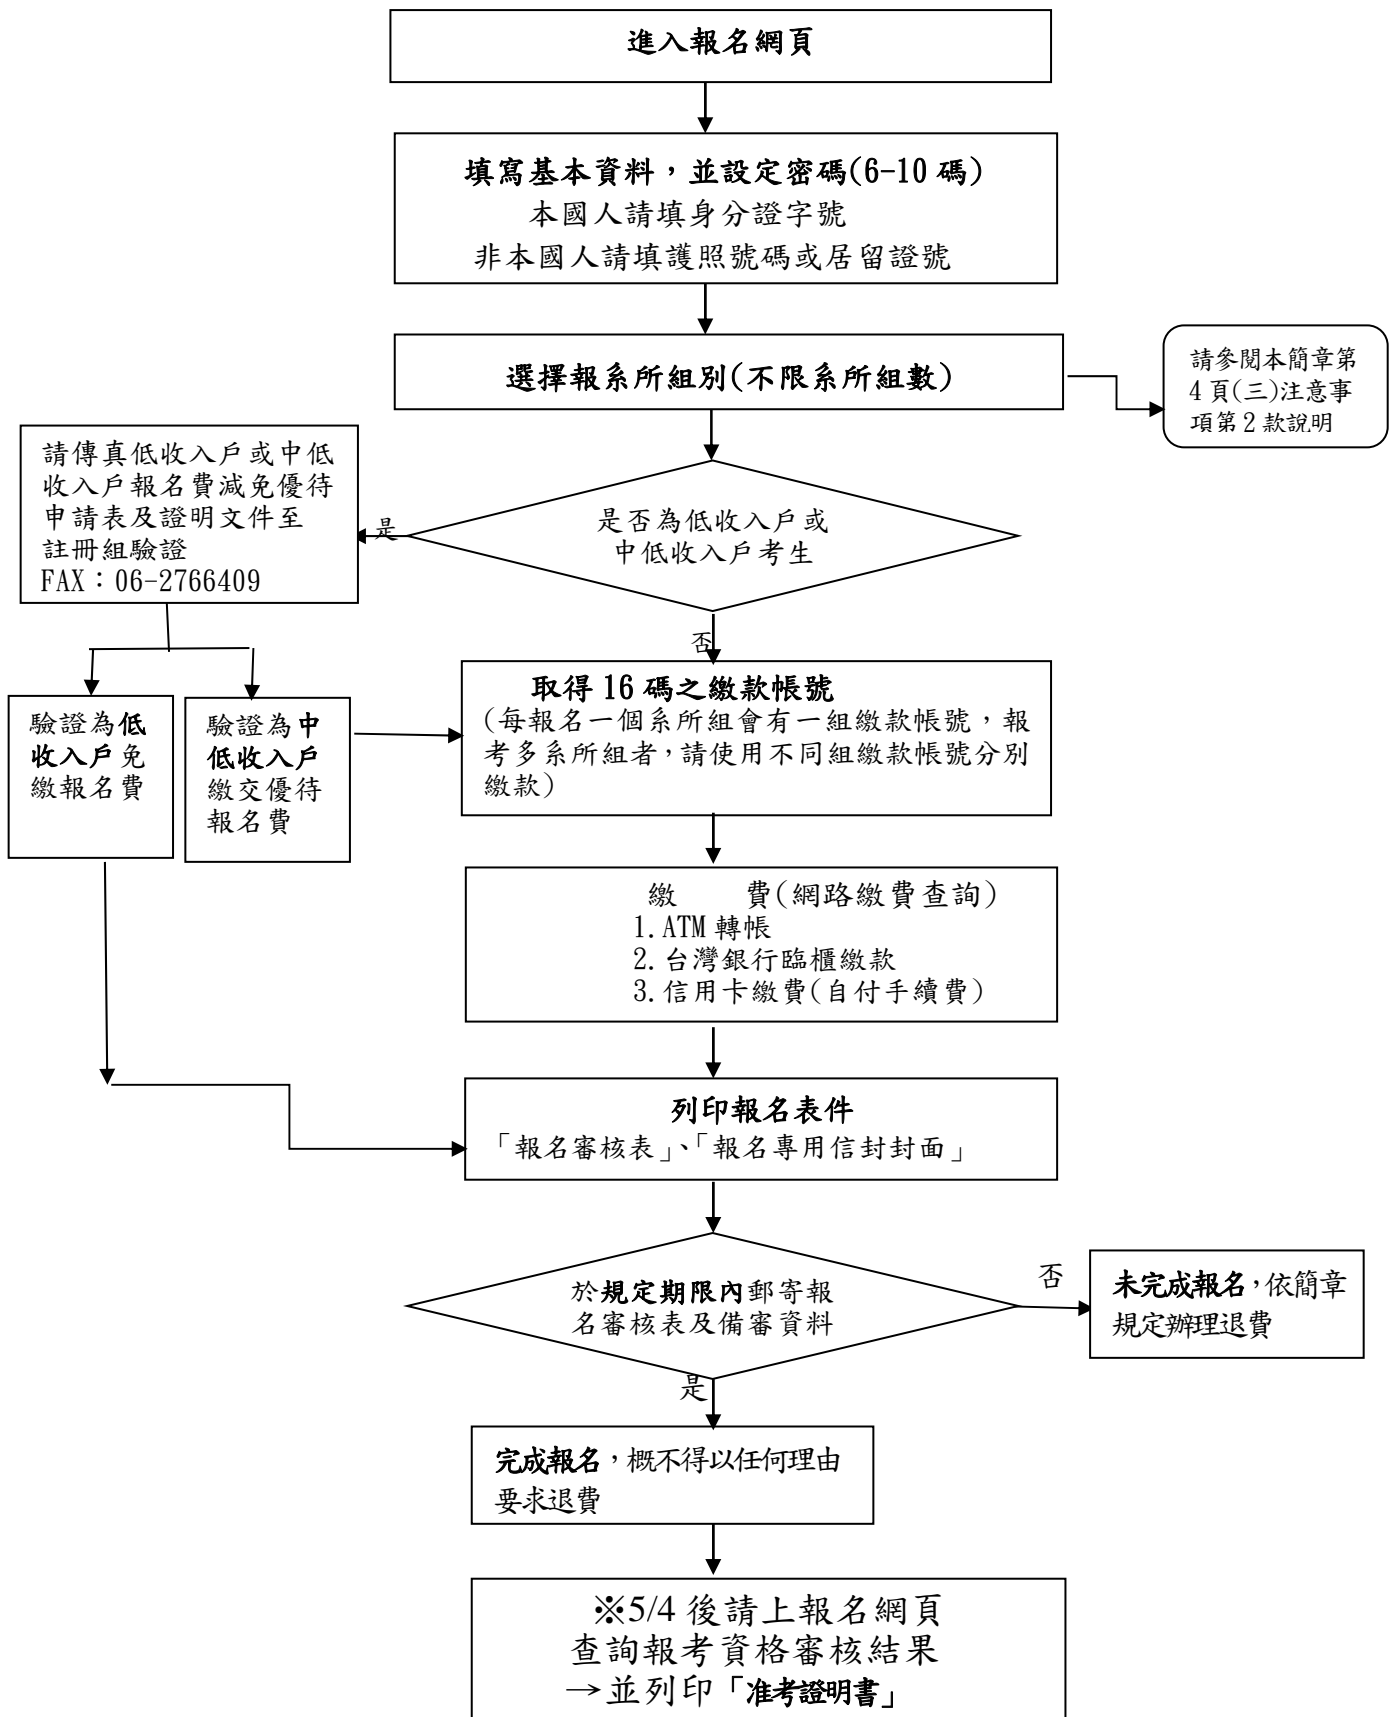 進入報名網頁
填寫基本資料，並設定密碼(6-10 碼)
本國人請填身分證字號
非本國人請填護照號碼或居留證號
選擇報系所組別(不限系所組數)
請參閱本簡章第
4 頁(三)注意事
項第 2 款說明
請傳真低收入戶或中低
收入戶報名費減免優待
申請表及證明文件至
註冊組驗證
FAX：06-2766409
是
是否為低收入戶或
中低收入戶考生
否
驗證為低
收入戶免
繳報名費
驗證為中
低收入戶
繳交優待
報名費
取得 16 碼之繳款帳號
(每報名一個系所組會有一組繳款帳號，報
考多系所組者，請使用不同組繳款帳號分別
繳款)
繳　　費(網路繳費查詢)
1. ATM 轉帳
2. 台灣銀行臨櫃繳款
3. 信用卡繳費(自付手續費)
列印報名表件
「報名審核表」、「報名專用信封封面」
於規定期限內郵寄報
名審核表及備審資料
否
未完成報名，依簡章
規定辦理退費
是
完成報名，概不得以任何理由
要求退費
※5/4 後請上報名網頁
查詢報考資格審核結果
→並列印「准考證明書」